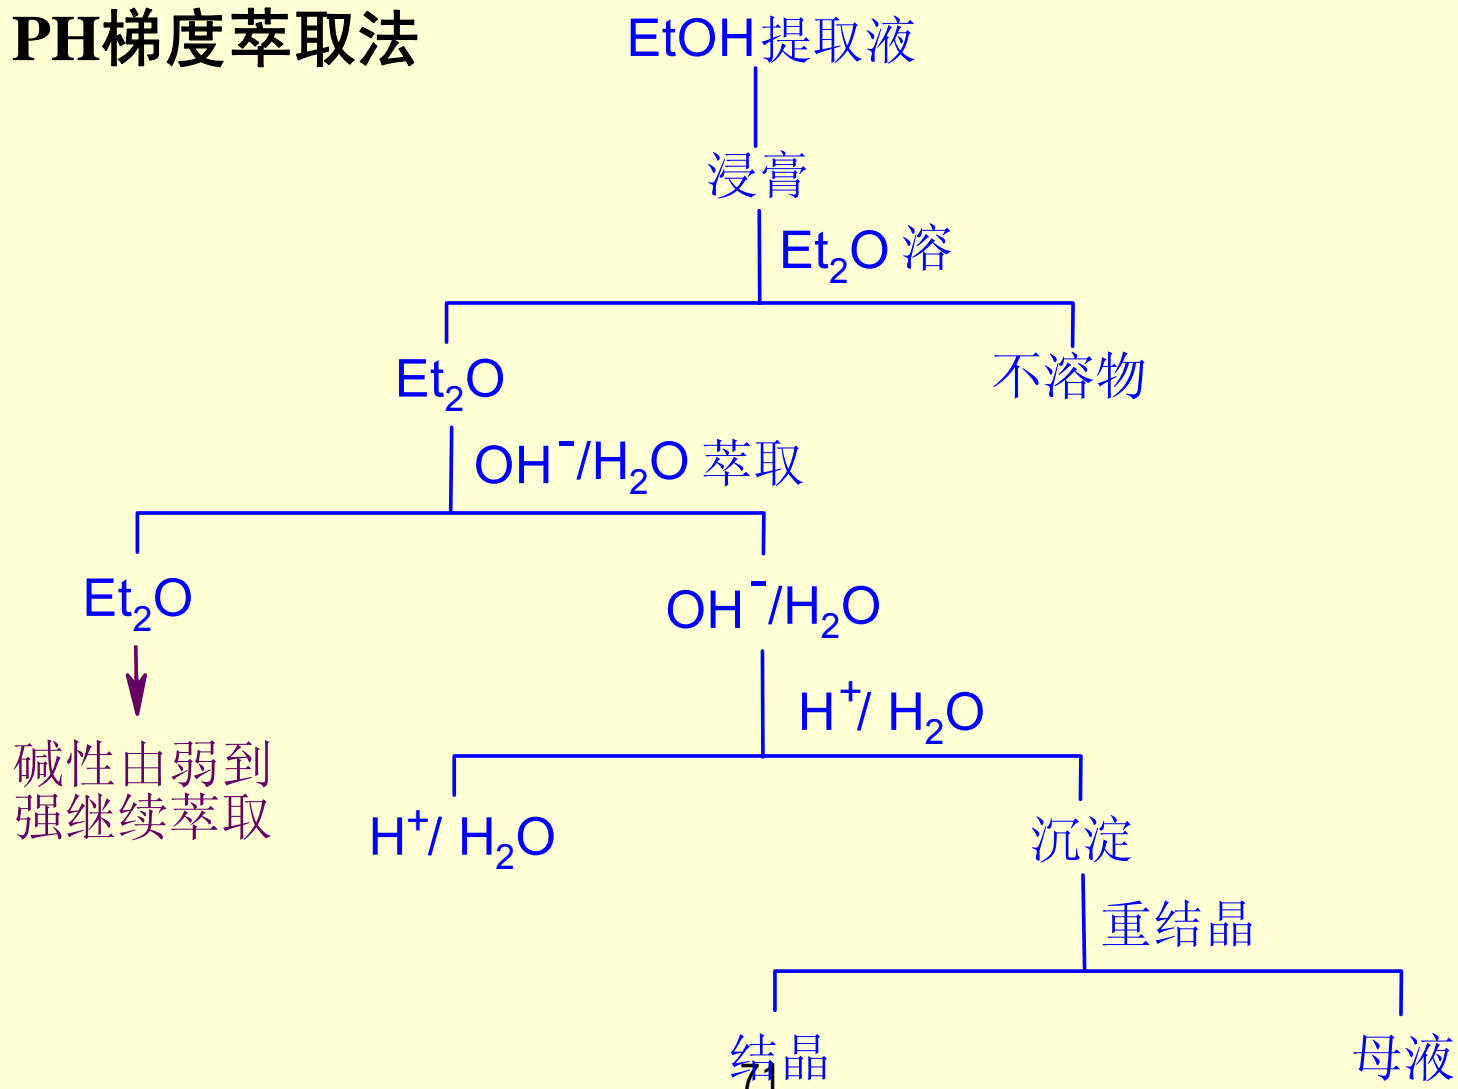 PH梯度萃取法
EtOH提取液
浸膏
Et₂O 溶
Et₂O
不溶物
OH⁻/H₂O 萃取
Et₂O
OH⁻/H₂O
H⁺/ H₂O
碱性由弱到
强继续萃取
H⁺/ H₂O
沉淀
重结晶
结晶
母液
71